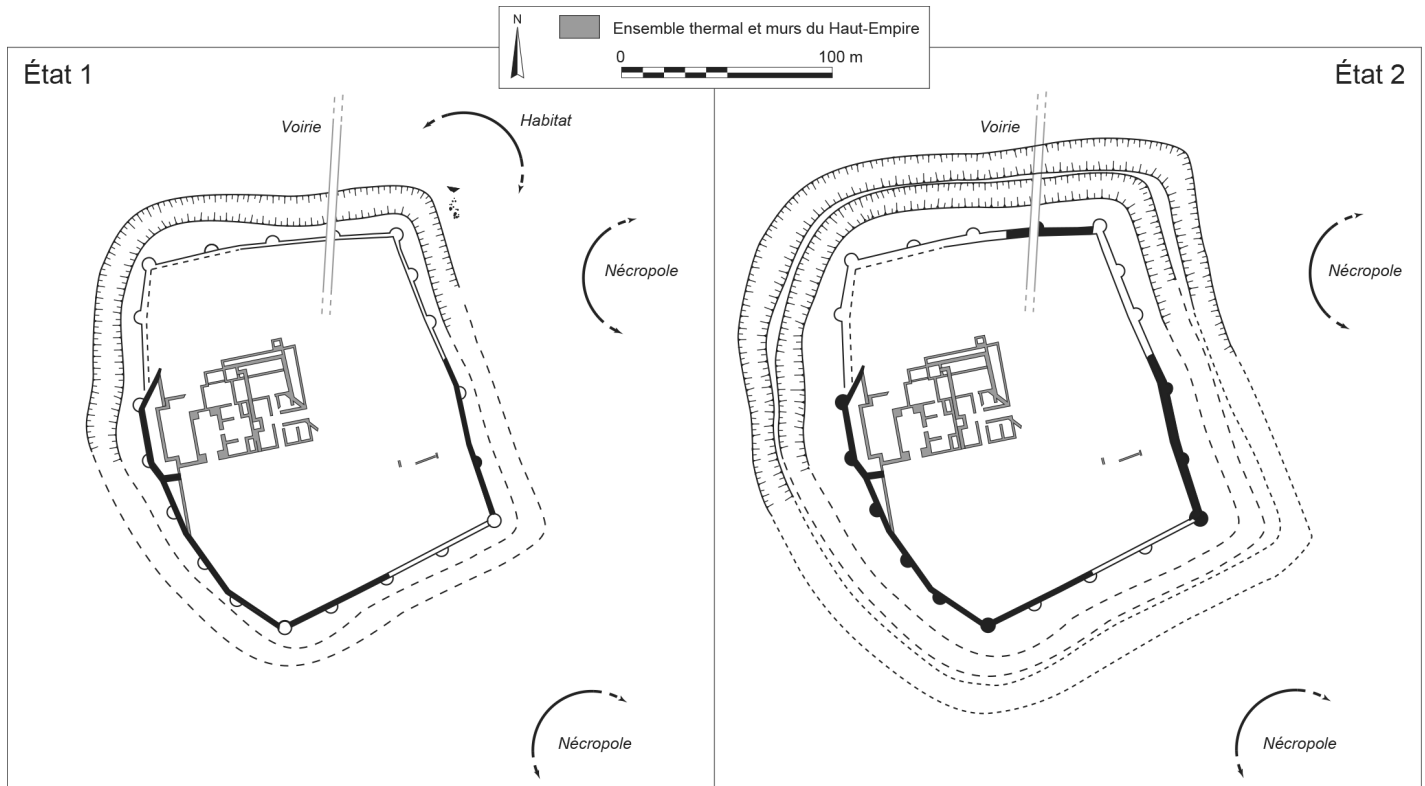 N
Ensemble thermal et murs du Haut-Empire
0 100 m
État 1
Voirie
Habitat
Nécropole
Nécropole
État 2
Voirie
Nécropole
Nécropole